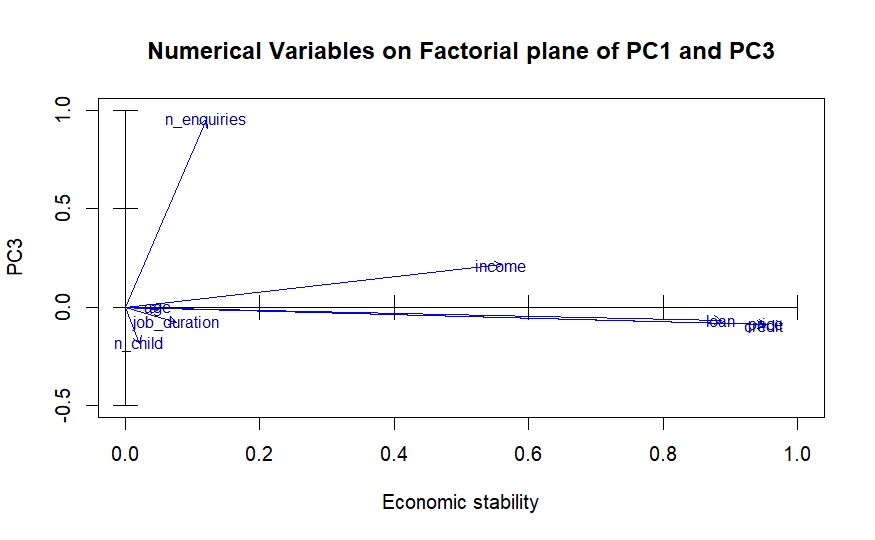 Numerical Variables on Factorial plane of PC1 and PC3
PC3
1.0
0.5
0.0
-0.5
n_enquiries
income
age
job_duration
n_child
loan
price
credit
0.0 0.2 0.4 0.6 0.8 1.0
Economic stability